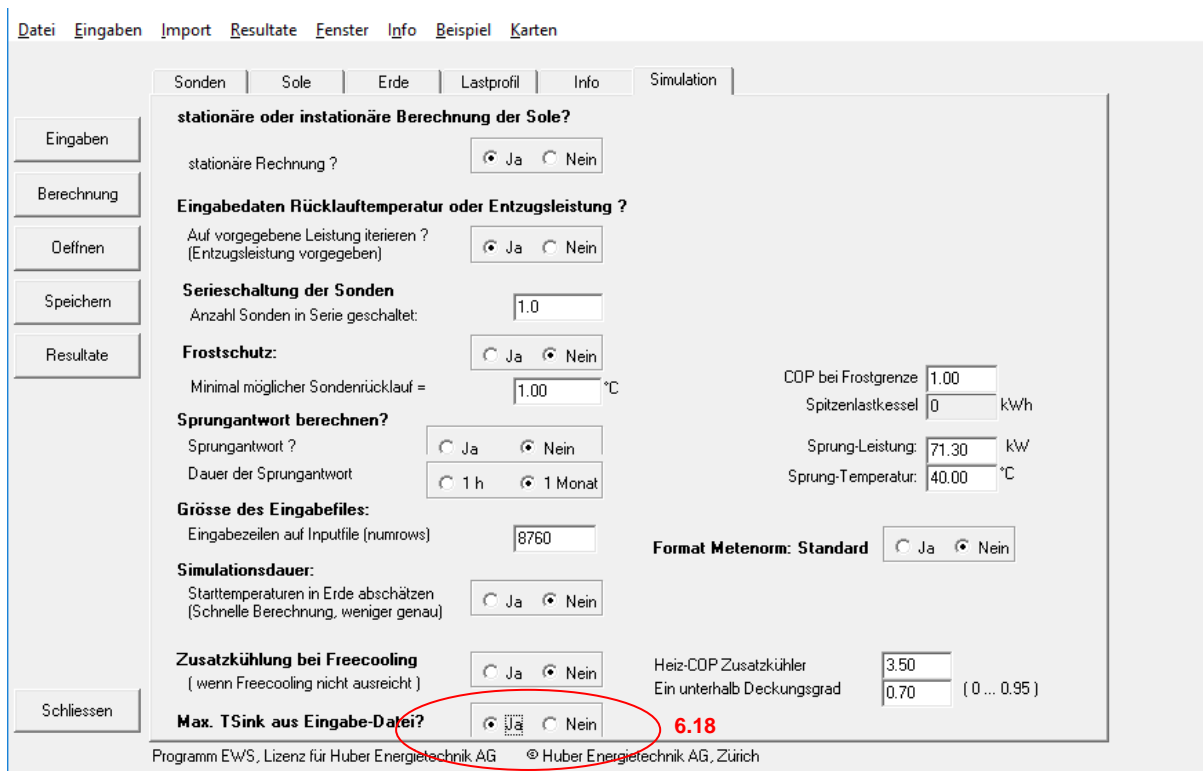 Datei Eingaben Import Resultate Fenster Info Beispiel Karten
Sonden Sole Erde Lastprofil Info Simulation
stationäre oder instationäre Berechnung der Sole?
Eingaben
stationäre Rechnung ? Ja Nein
Berechnung
Eingabedaten Rücklauftemperatur oder Entzugsleistung ?
Auf vorgegebene Leistung iterieren ?
(Entzugsleistung vorgegeben) Ja Nein
Oeffnen
Serieschaltung der Sonden
Speichern
Anzahl Sonden in Serie geschaltet: 1.0
Resultate
Frostschutz: Ja Nein
Minimal möglicher Sondenrücklauf = 1.00 °C
COP bei Frostgrenze 1.00
Spitzenlastkessel 0 kWh
Sprungantwort berechnen?
Sprungantwort ? Ja Nein
Sprung-Leistung: 71.30 kW
Dauer der Sprungantwort 1 h 1 Monat
Sprung-Temperatur: 40.00 °C
Grösse des Eingabefiles:
Eingabezeilen auf Inputfile (numrows) 8760
Format Metenorm: Standard Ja Nein
Simulationsdauer:
Starttemperaturen in Erde abschätzen
(Schnelle Berechnung, weniger genau) Ja Nein
Zusatzkühlung bei Freecooling
( wenn Freecooling nicht ausreicht ) Ja Nein
Heiz-COP Zusatzkühler 3.50
Ein unterhalb Deckungsgrad 0.70 ( 0 ... 0.95 )
Schliessen
Max. TSink aus Eingabe-Datei? Ja Nein 6.18
Programm EWS, Lizenz für Huber Energietechnik AG © Huber Energietechnik AG, Zürich